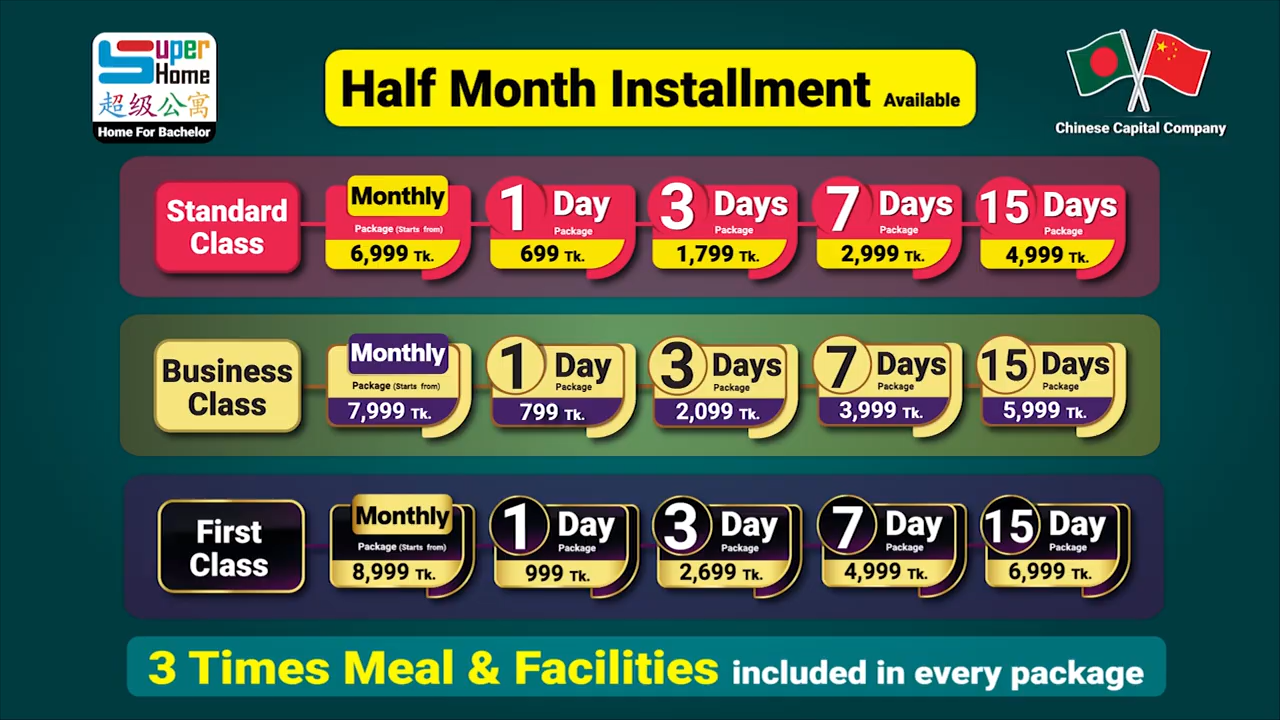 Super
Home
超级公寓
Home For Bachelor
Half Month Installment Available
Chinese Capital Company
Standard
Class
Monthly
Package (Starts from)
6,999 Tk.
1 Day
Package
699 Tk.
3 Days
Package
1,799 Tk.
7 Days
Package
2,999 Tk.
15 Days
Package
4,999 Tk.
Business
Class
Monthly
Package (Starts from)
7,999 Tk.
1 Day
Package
799 Tk.
3 Days
Package
2,099 Tk.
7 Days
Package
3,999 Tk.
15 Days
Package
5,999 Tk.
First
Class
Monthly
Package (Starts from)
8,999 Tk.
1 Day
Package
999 Tk.
3 Day
Package
2,699 Tk.
7 Day
Package
4,999 Tk.
15 Day
Package
6,999 Tk.
3 Times Meal & Facilities included in every package